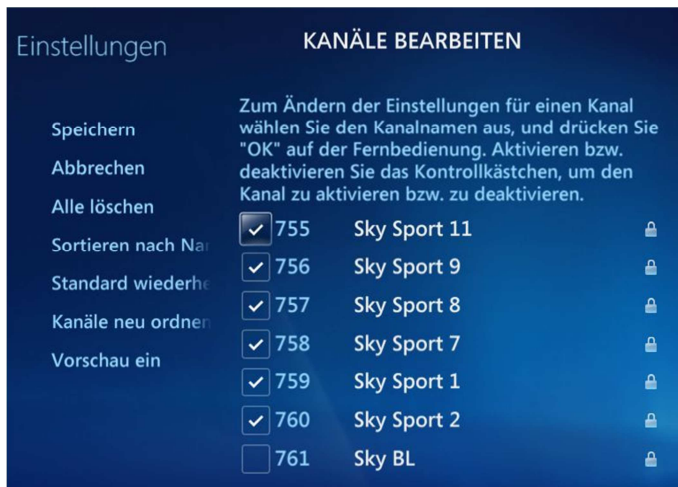 Einstellungen
KANÄLE BEARBEITEN
Zum Ändern der Einstellungen für einen Kanal
wählen Sie den Kanalnamen aus, und drücken Sie
"OK" auf der Fernbedienung. Aktivieren bzw.
deaktivieren Sie das Kontrollkästchen, um den
Kanal zu aktivieren bzw. zu deaktivieren.
Speichern
Abbrechen
Alle löschen
Sortieren nach Nar
Standard wiederhe
Kanäle neu ordnen
Vorschau ein
755 Sky Sport 11
756 Sky Sport 9
757 Sky Sport 8
758 Sky Sport 7
759 Sky Sport 1
760 Sky Sport 2
761 Sky BL